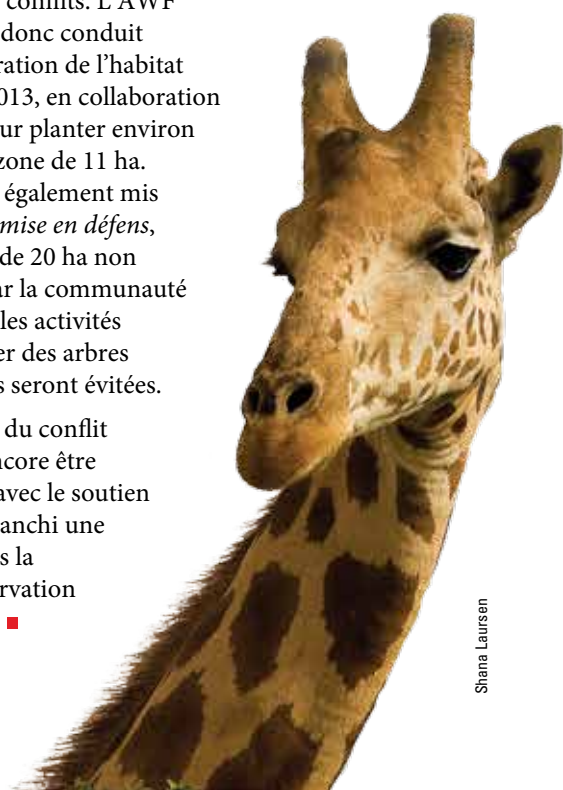 conflits. L'AWF
donc conduit
ration de l'habitat
013, en collaboration
ur planter environ
zone de 11 ha.
également mis
mise en défens,
de 20 ha non
ar la communauté
les activités
er des arbres
s seront évitées.
du conflit
ncore être
avec le soutien
anchi une
s la
rvation
Shana Laursen